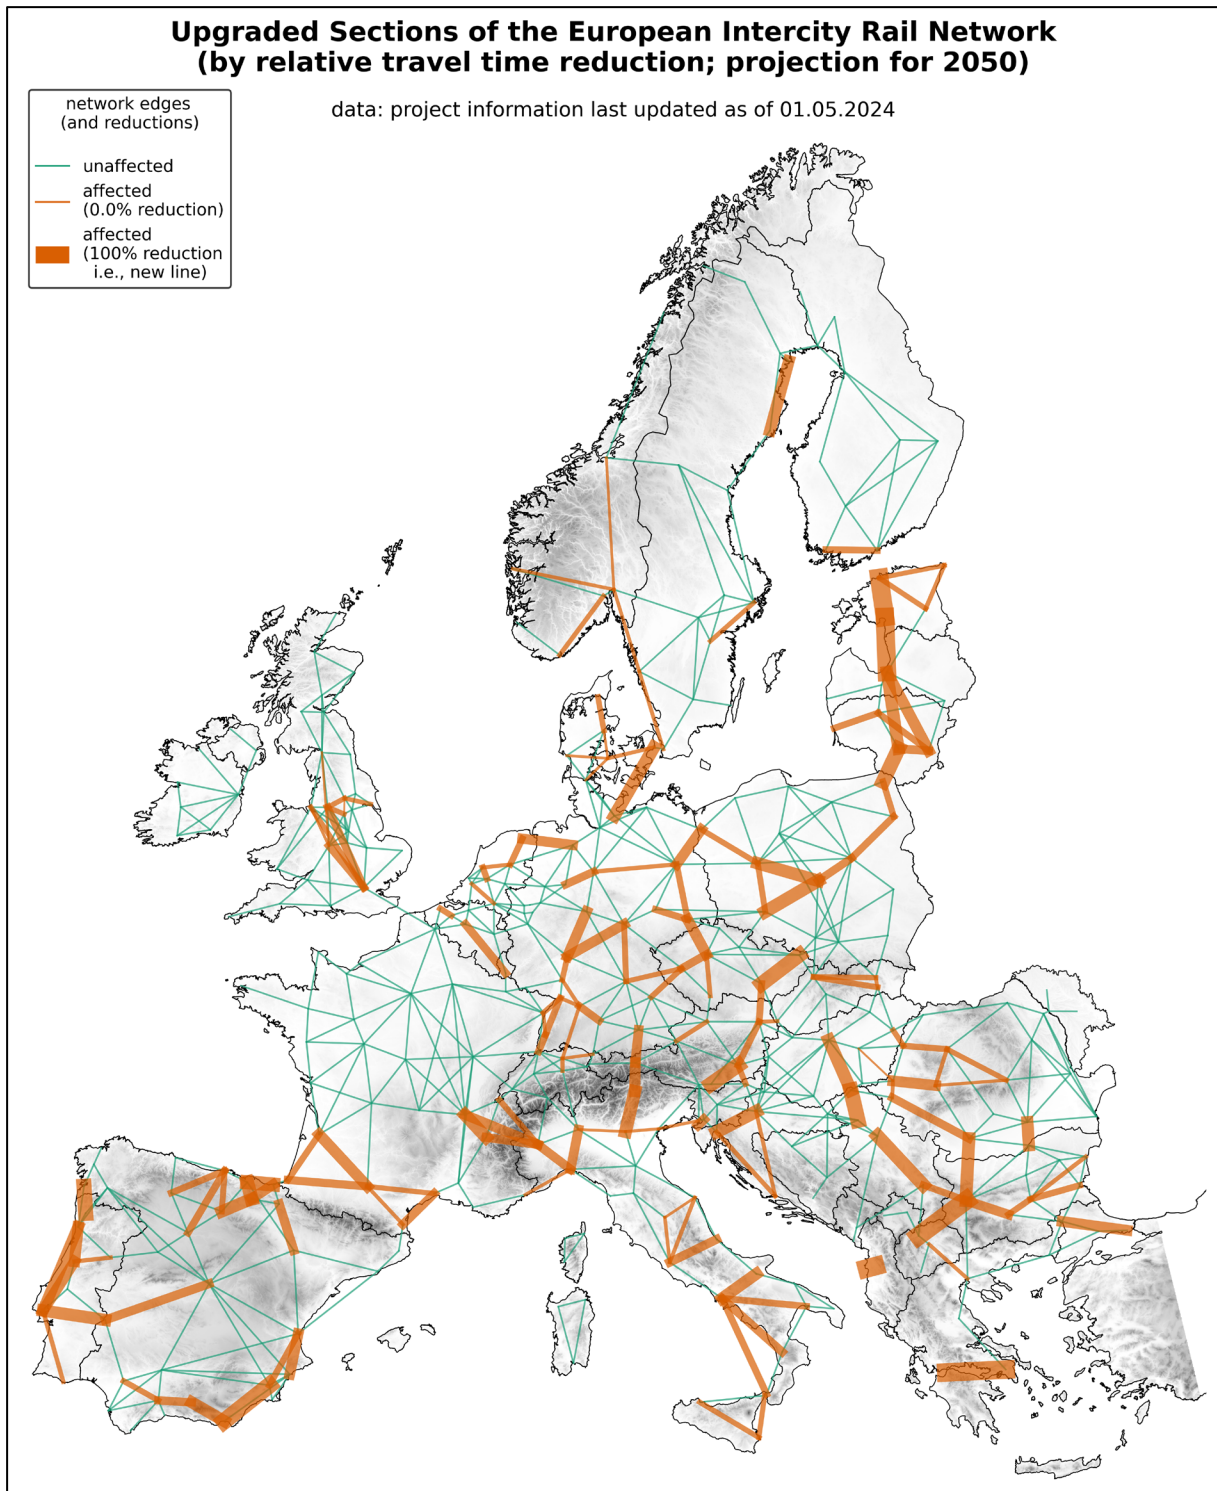 Upgraded Sections of the European Intercity Rail Network
(by relative travel time reduction; projection for 2050)
data: project information last updated as of 01.05.2024
network edges
(and reductions)
unaffected
affected
(0.0% reduction)
affected
(100% reduction
i.e., new line)